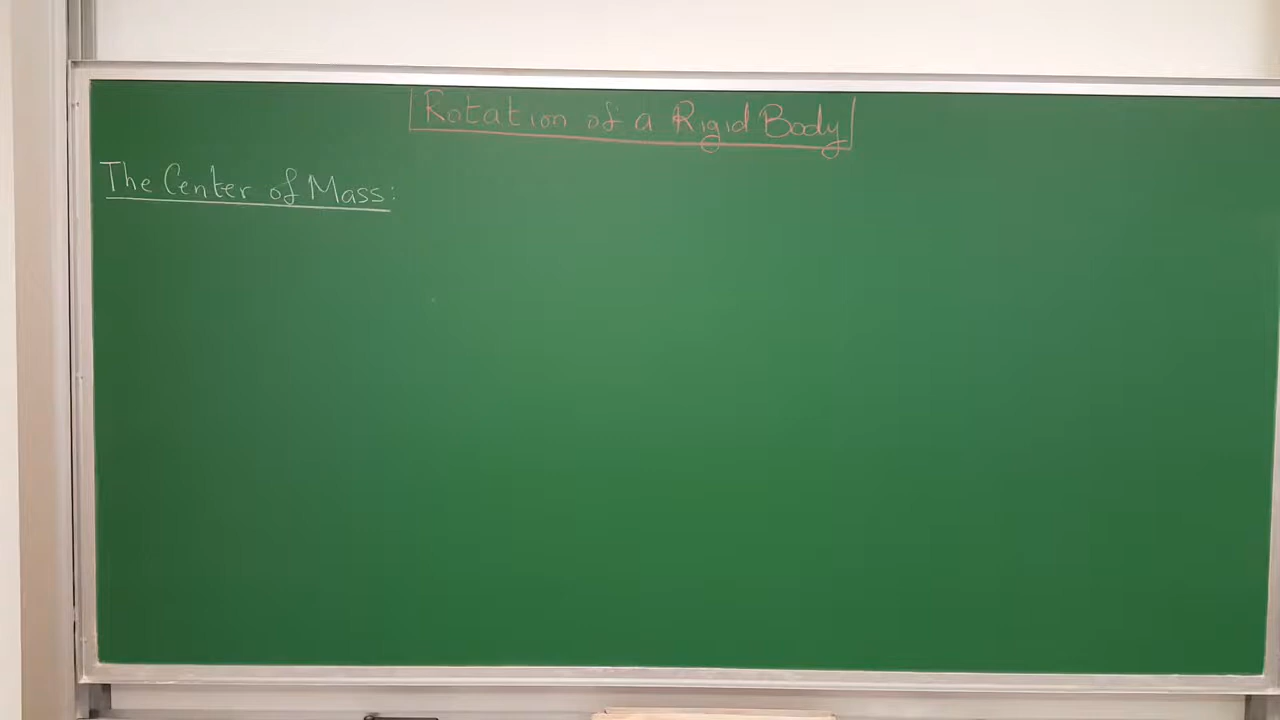 Rotation of a Rigid Body
The Center of Mass: